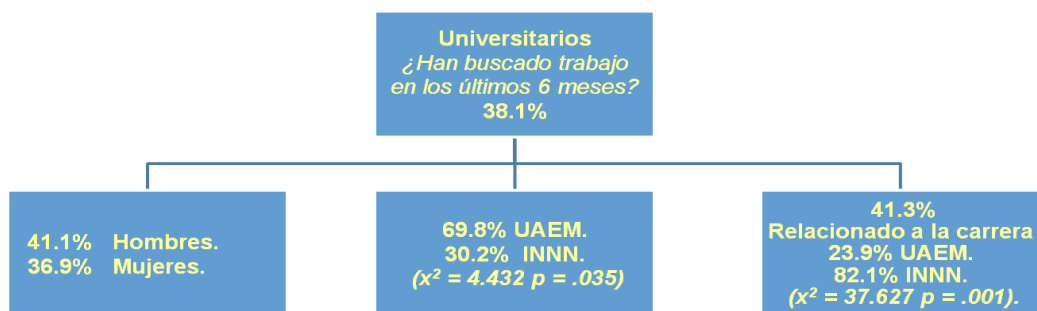 Universitarios
¿Han buscado trabajo
en los últimos 6 meses?
38.1%
41.1% Hombres.
36.9% Mujeres.
69.8% UAEM.
30.2% INNN.
(x² = 4.432 p = .035)
41.3%
Relacionado a la carrera
23.9% UAEM.
82.1% INNN.
(x² = 37.627 p = .001).